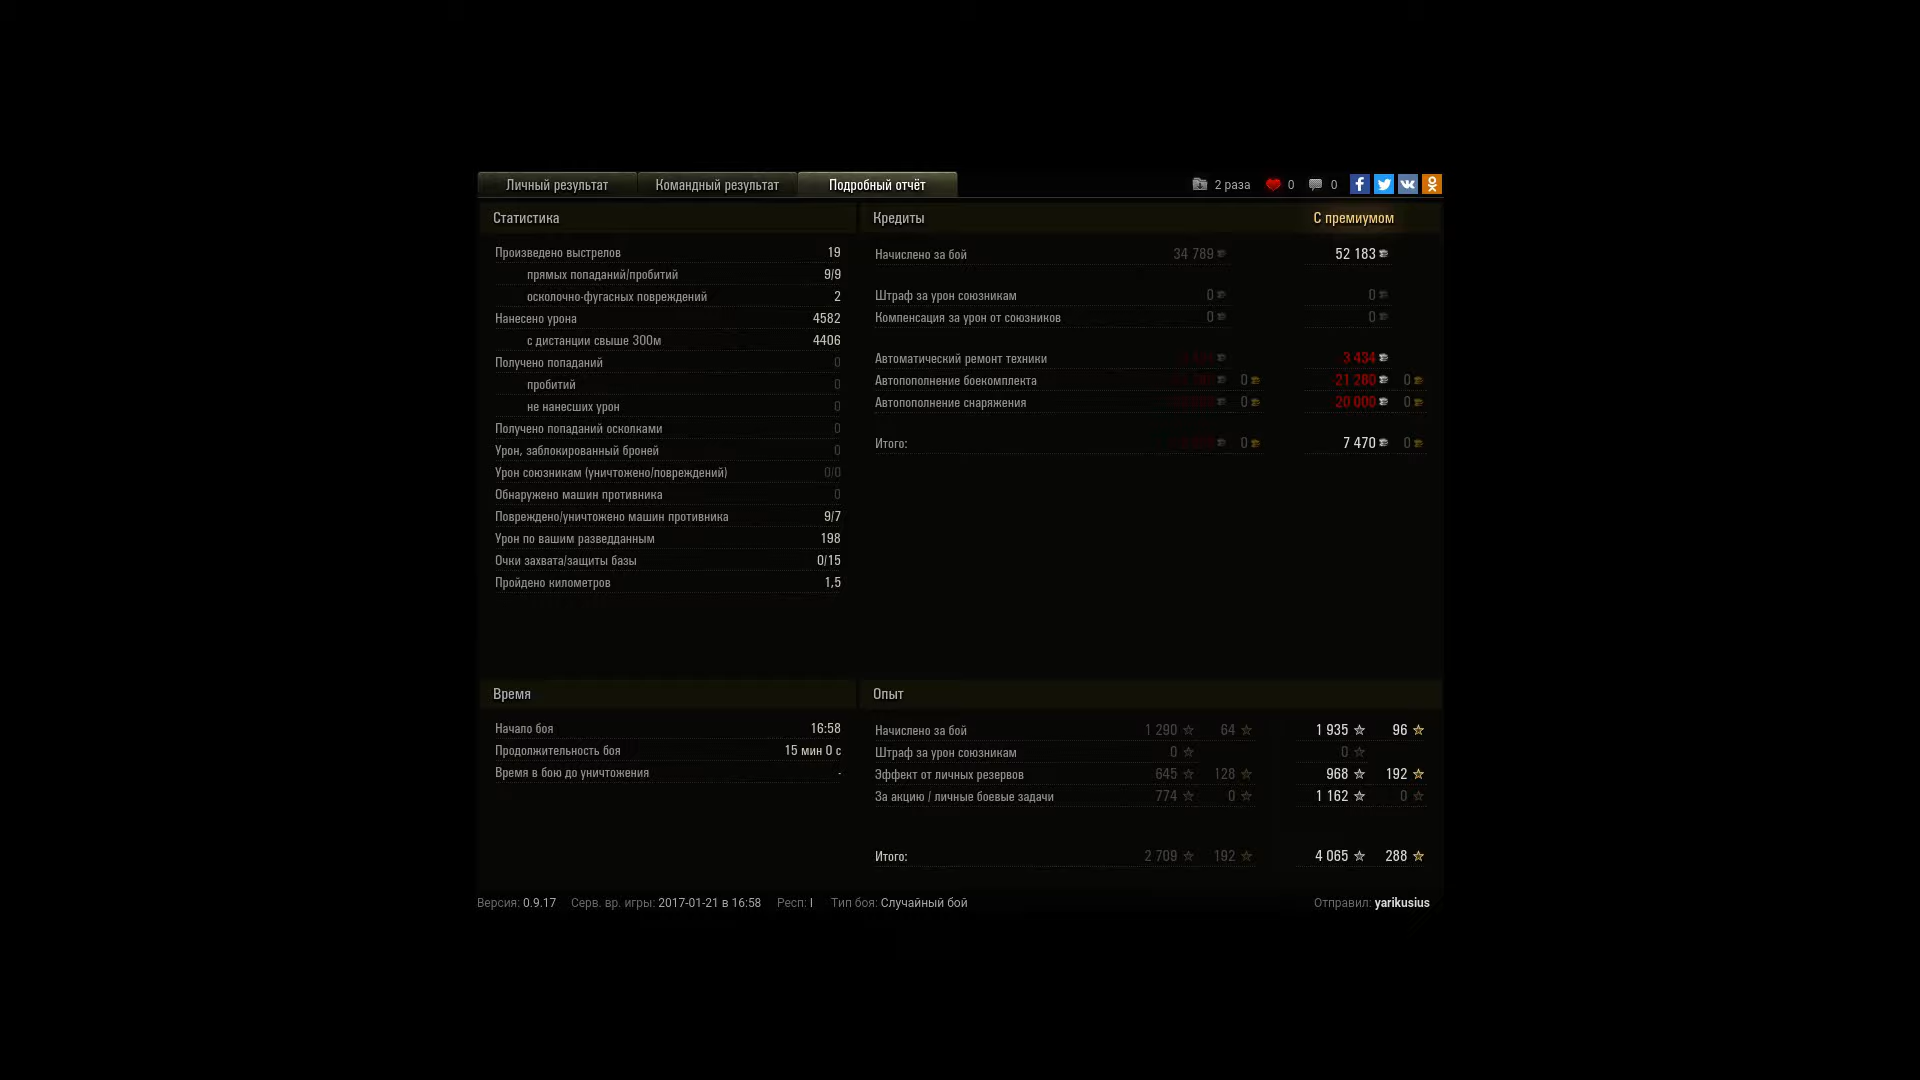 Личный результат
Командный результат
Подробный отчёт
2 раза
0
0
Статистика
Произведено выстрелов 19
прямых попаданий/пробитий 9/9
осколочно-фугасных повреждений 2
Нанесено урона 4582
с дистанции свыше 300м 4406
Получено попаданий 0
пробитий 0
не нанесших урон 0
Получено попаданий осколками 0
Урон, заблокированный броней 0
Урон союзникам (уничтожено/повреждений) 0/0
Обнаружено машин противника 0
Повреждено/уничтожено машин противника 9/7
Урон по вашим разведданным 198
Очки захвата/защиты базы 0/15
Пройдено километров 1,5
Кредиты С премиумом
Начислено за бой 34 789 52 183
Штраф за урон союзникам 0 0
Компенсация за урон от союзников 0 0
Автоматический ремонт техники -3 434
Автопополнение боекомплекта 0 0
Автопополнение снаряжения 0 -20 000 0
Итого: 0 7 470 0
Время
Начало боя 16:58
Продолжительность боя 15 мин 0 с
Время в бою до уничтожения -
Опыт
Начислено за бой 1 290 64 1 935 96
Штраф за урон союзникам 0 0
Эффект от личных резервов 645 128 968 192
За акцию / личные боевые задачи 774 0 1 162 0
Итого: 2 709 192 4 065 288
Версия: 0.9.17 Серв. вр. игры: 2017-01-21 в 16:58 Респ: I Тип боя: Случайный бой
Отправил: yarikusius